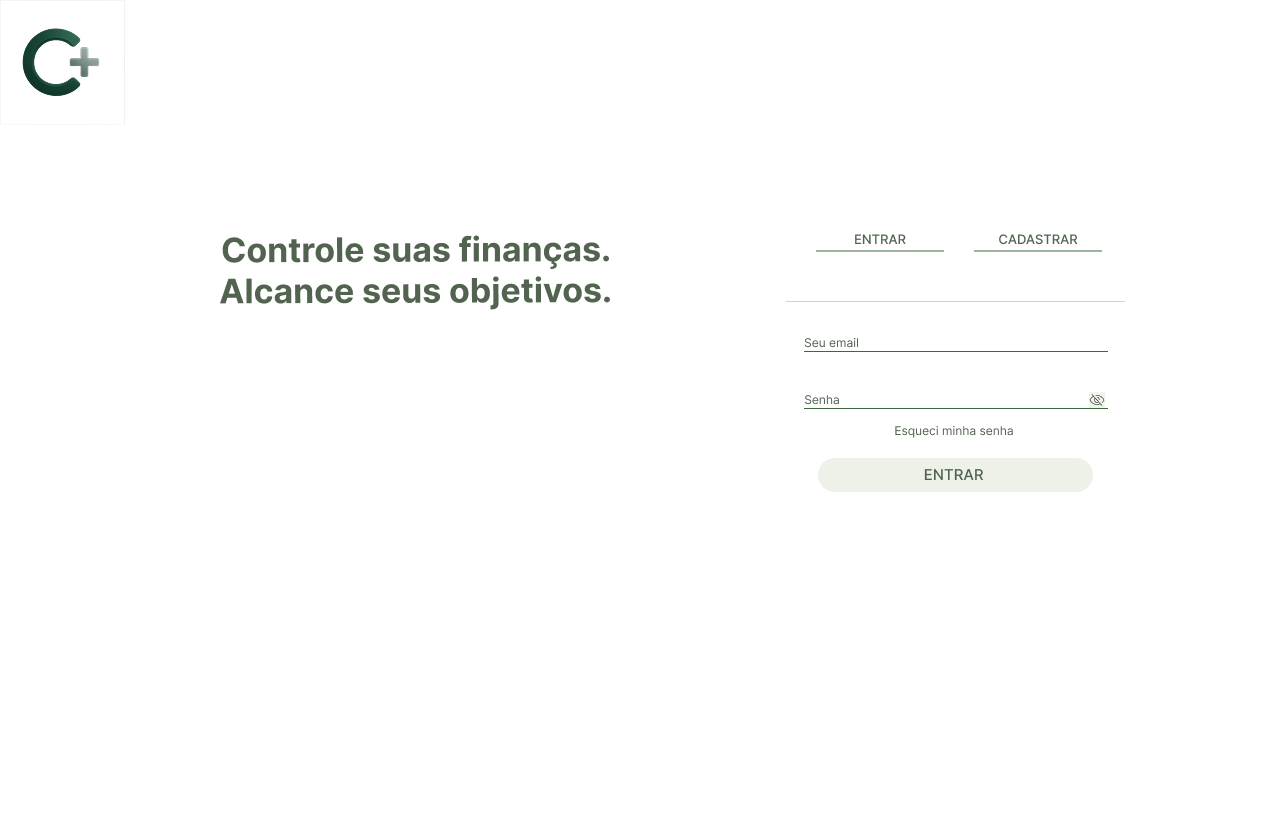 C+
Controle suas finanças.
Alcance seus objetivos.
ENTRAR
CADASTRAR
Seu email
Senha
Esqueci minha senha
ENTRAR